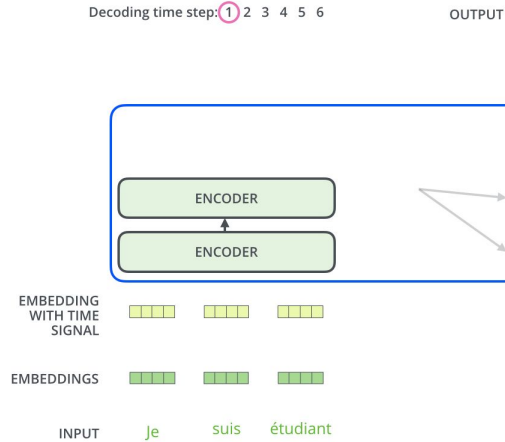 Decoding time step: 1 2 3 4 5 6 OUTPUT
ENCODER
ENCODER
EMBEDDING
WITH TIME
SIGNAL
EMBEDDINGS
INPUT Je suis étudiant